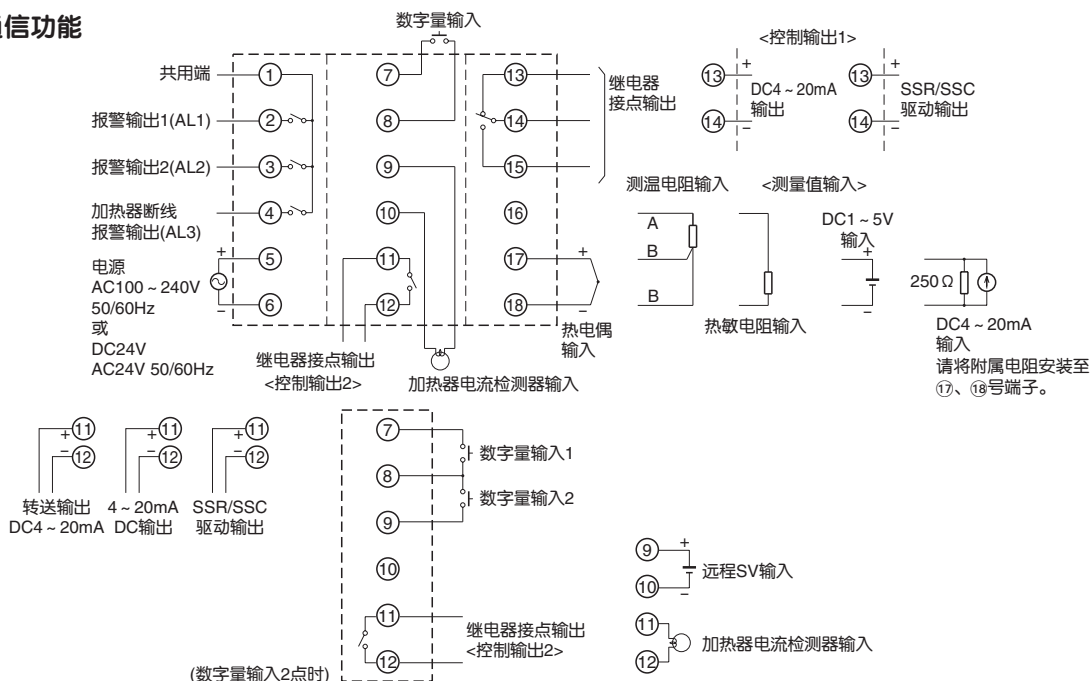 信功能
数字量输入
共用端
① ② ③ ④ ⑤ ⑥
报警输出1(AL1)
报警输出2(AL2)
加热器断线
报警输出(AL3)
+
−
电源
AC100 ~ 240V
50/60Hz
或
DC24V
AC24V 50/60Hz
⑦ ⑧ ⑨ ⑩ ⑪ ⑫
继电器接点输出
<控制输出2>
加热器电流检测器输入
⑬ ⑭ ⑮ ⑯ ⑰ ⑱
继电器
接点输出
+
−
热电偶
输入
<控制输出1>
⑬ +
⑭ −
DC4 ~ 20mA
输出
⑬ +
⑭ −
SSR/SSC
驱动输出
测温电阻输入
A
B
B
<测量值输入>
热敏电阻输入
DC1 ~ 5V
输入
+
−
250 Ω
DC4 ~ 20mA
输入
请将附属电阻安装至
⑰、⑱号端子。
+ ⑪
− ⑫
转送输出
DC4 ~ 20mA
+ ⑪
− ⑫
4 ~ 20mA
DC输出
+ ⑪
− ⑫
SSR/SSC
驱动输出
⑦ ⑧ ⑨ ⑩ ⑪ ⑫
数字量输入1
数字量输入2
继电器接点输出
<控制输出2>
(数字量输入2点时)
⑨ +
⑩ −
远程SV输入
⑪
⑫
加热器电流检测器输入